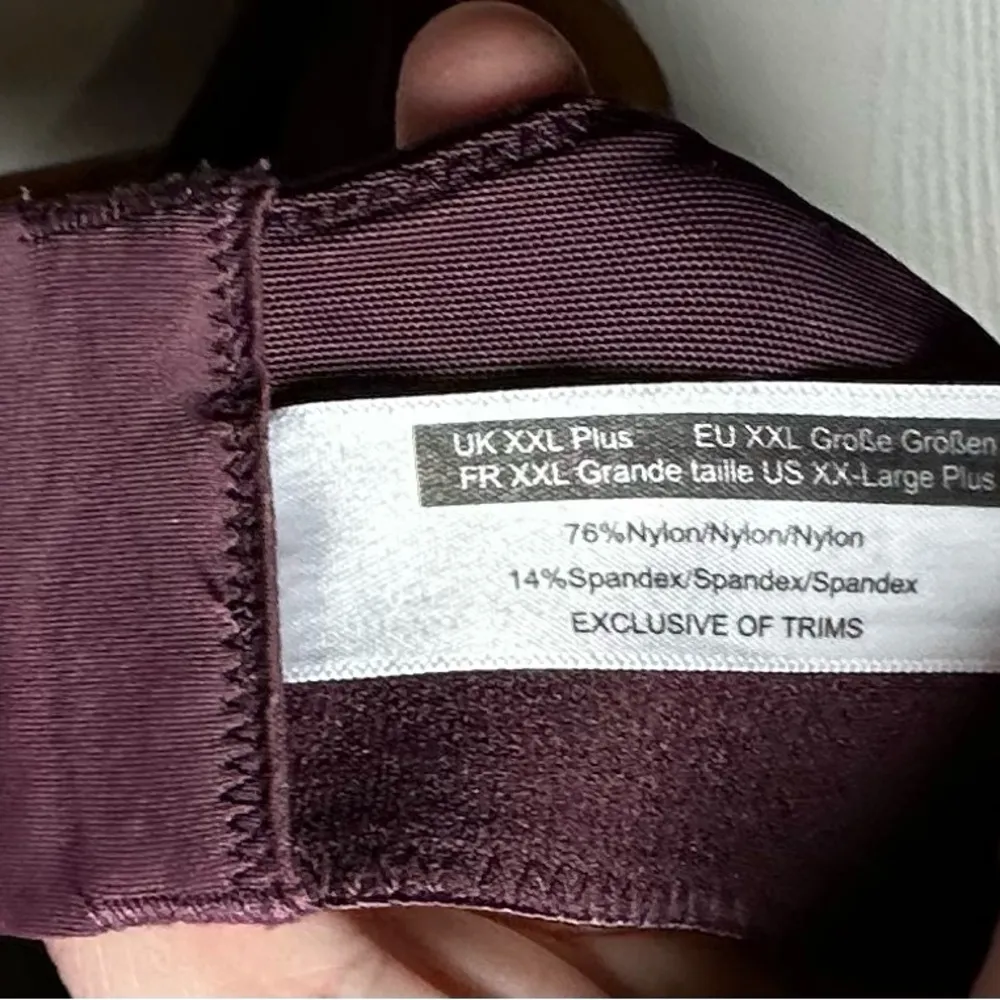 UK XXL Plus EU XXL Große Größen
FR XXL Grande taille US XX-Large Plus
76%Nylon/Nylon/Nylon
14%Spandex/Spandex/Spandex
EXCLUSIVE OF TRIMS